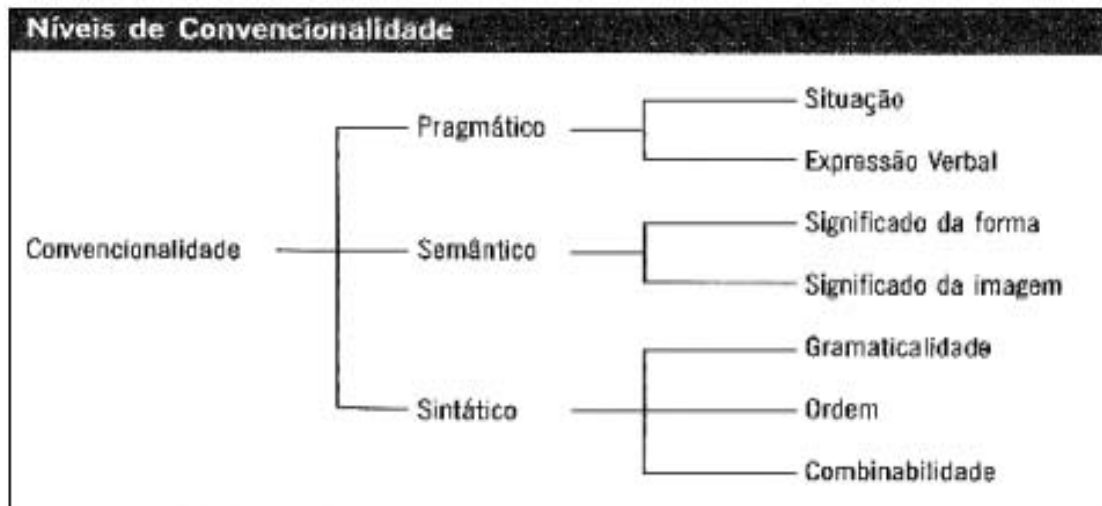 Níveis de Convencionalidade
Situação
Pragmático
Expressão Verbal
Significado da forma
Convencionalidade
Semântico
Significado da imagem
Gramaticalidade
Sintático
Ordem
Combinabilidade